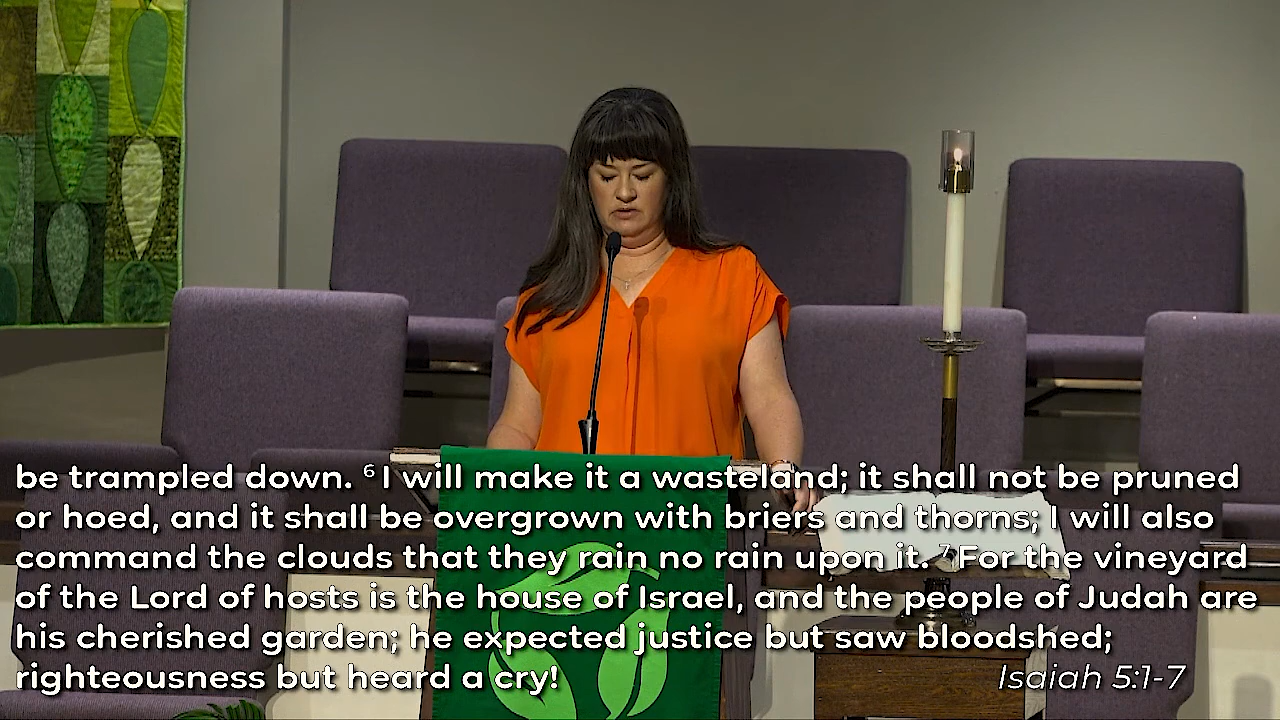 be trampled down. ⁶ I will make it a wasteland; it shall not be pruned
or hoed, and it shall be overgrown with briers and thorns; I will also
command the clouds that they rain no rain upon it. ⁷ For the vineyard
of the Lord of hosts is the house of Israel, and the people of Judah are
his cherished garden; he expected justice but saw bloodshed;
righteousness but heard a cry! Isaiah 5:1-7